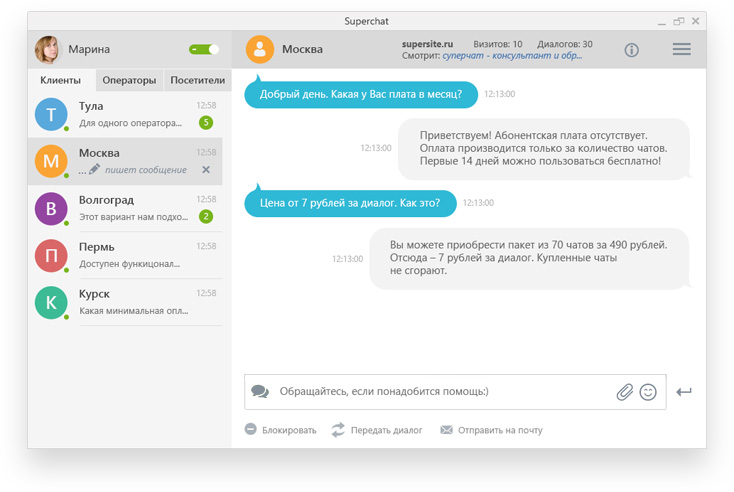 Superchat
Марина
Клиенты Операторы Посетители
Т Тула 12:58
Для одного оператора... 5
М Москва 12:58
... пишет сообщение
В Волгоград 12:58
Этот вариант нам подхо... 2
П Пермь 12:58
Доступен функицонал...
К Курск 12:58
Какая минимальная опл...
Москва
supersite.ru Визитов: 10 Диалогов: 30
Смотрит: суперчат - консультант и обр...
Добрый день. Какая у Вас плата в месяц? 12:13:00
Приветствуем! Абонентская плата отсутствует.
12:13:00 Оплата производится только за количество чатов.
Первые 14 дней можно пользоваться бесплатно!
Цена от 7 рублей за диалог. Как это? 12:13:00
Вы можете приобрести пакет из 70 чатов за 490 рублей.
12:13:00 Отсюда – 7 рублей за диалог. Купленные чаты
не сгорают.
Обращайтесь, если понадобится помощь:)
Блокировать Передать диалог Отправить на почту